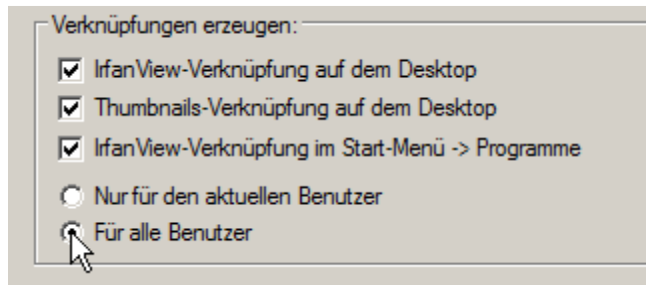 Verknüpfungen erzeugen:
IrfanView-Verknüpfung auf dem Desktop
Thumbnails-Verknüpfung auf dem Desktop
IrfanView-Verknüpfung im Start-Menü -> Programme
Nur für den aktuellen Benutzer
Für alle Benutzer